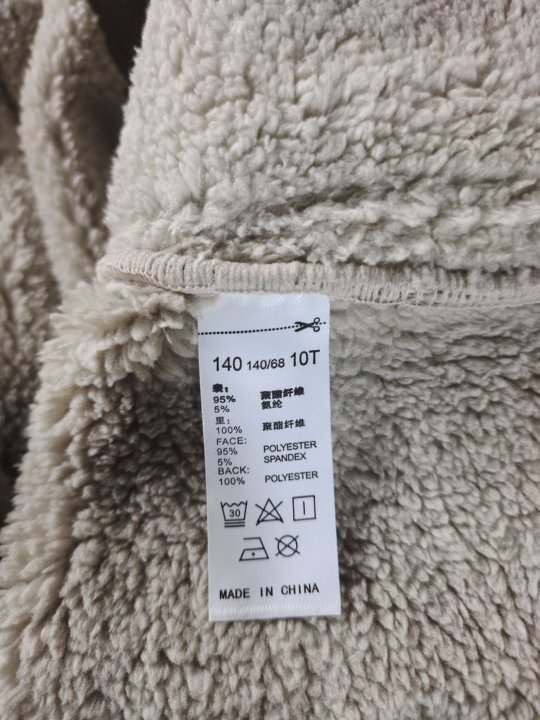 140 140/68 10T
表:
95% 聚酯纤维
5% 氨纶
里:
100% 聚酯纤维
FACE:
95% POLYESTER
5% SPANDEX
BACK:
100% POLYESTER
30
MADE IN CHINA